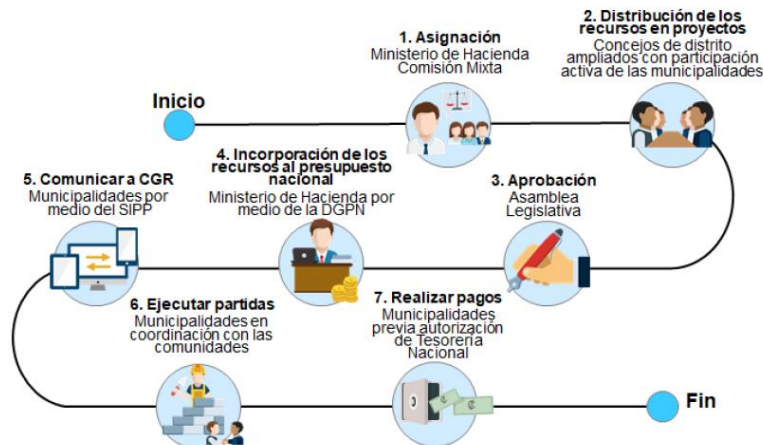 Inicio
1. Asignación
Ministerio de Hacienda
Comisión Mixta
2. Distribución de los
recursos en proyectos
Concejos de distrito
ampliados con participación
activa de las municipalidades
3. Aprobación
Asamblea
Legislativa
4. Incorporación de los
recursos al presupuesto
nacional
Ministerio de Hacienda por
medio de la DGPN
5. Comunicar a CGR
Municipalidades por
medio del SIPP
6. Ejecutar partidas
Municipalidades en
coordinación con las
comunidades
7. Realizar pagos
Municipalidades
previa autorización
de Tesorería
Nacional
Fin